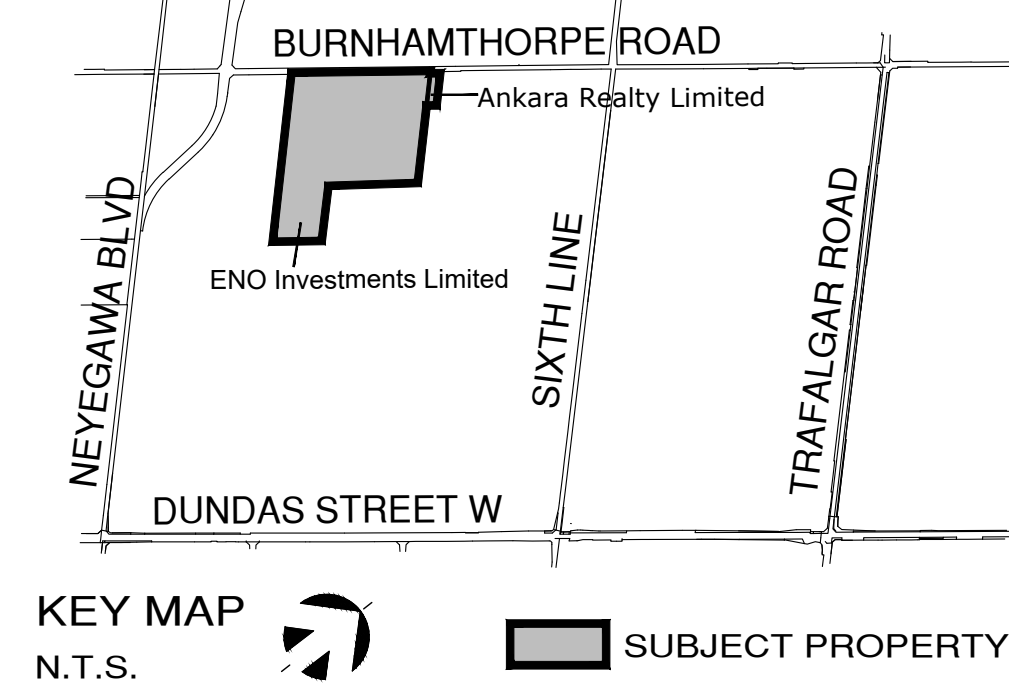 BURNHAMTHORPE ROAD
Ankara Realty Limited
NEYEGAWA BLVD
ENO Investments Limited
SIXTH LINE
TRAFALGAR ROAD
DUNDAS STREET W
KEY MAP
N.T.S.
SUBJECT PROPERTY